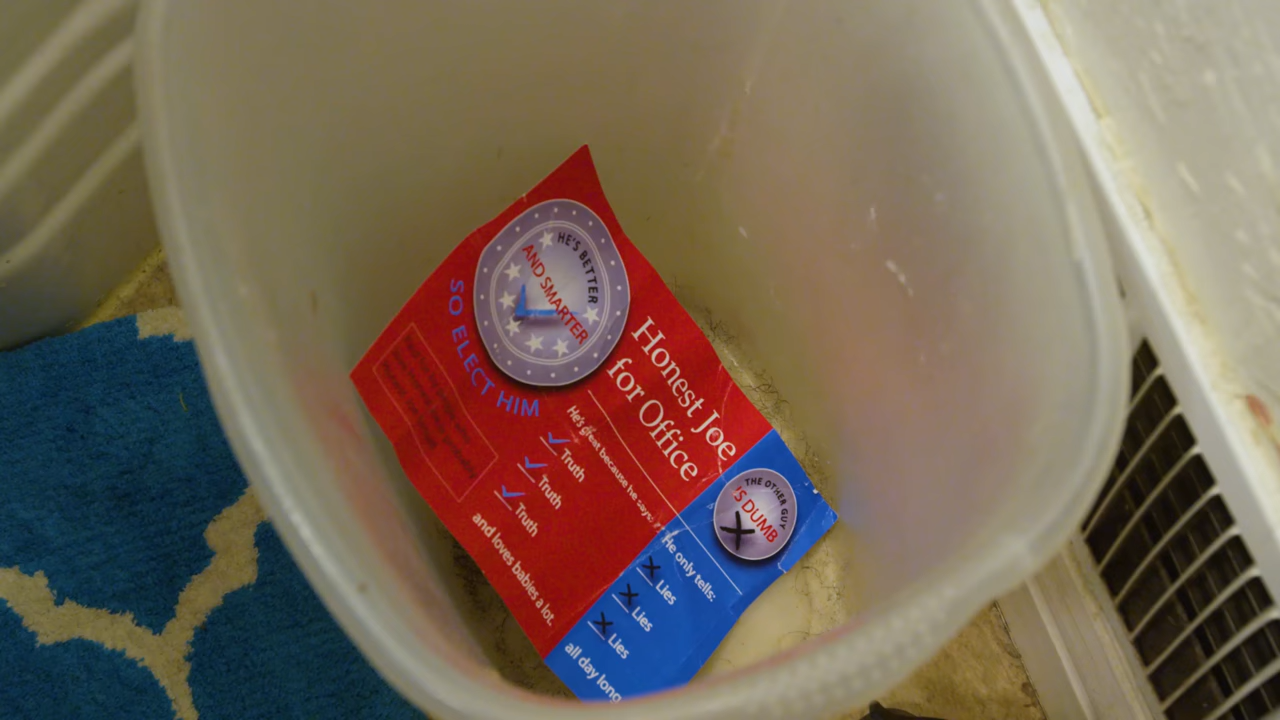 HE'S BETTER
AND SMARTER
SO ELECT HIM
Honest Joe
for Office
He's great because he says:
Truth
Truth
Truth
and loves babies a lot.
THE OTHER GUY
'S DUMB
He only tells:
Lies
Lies
Lies
all day long